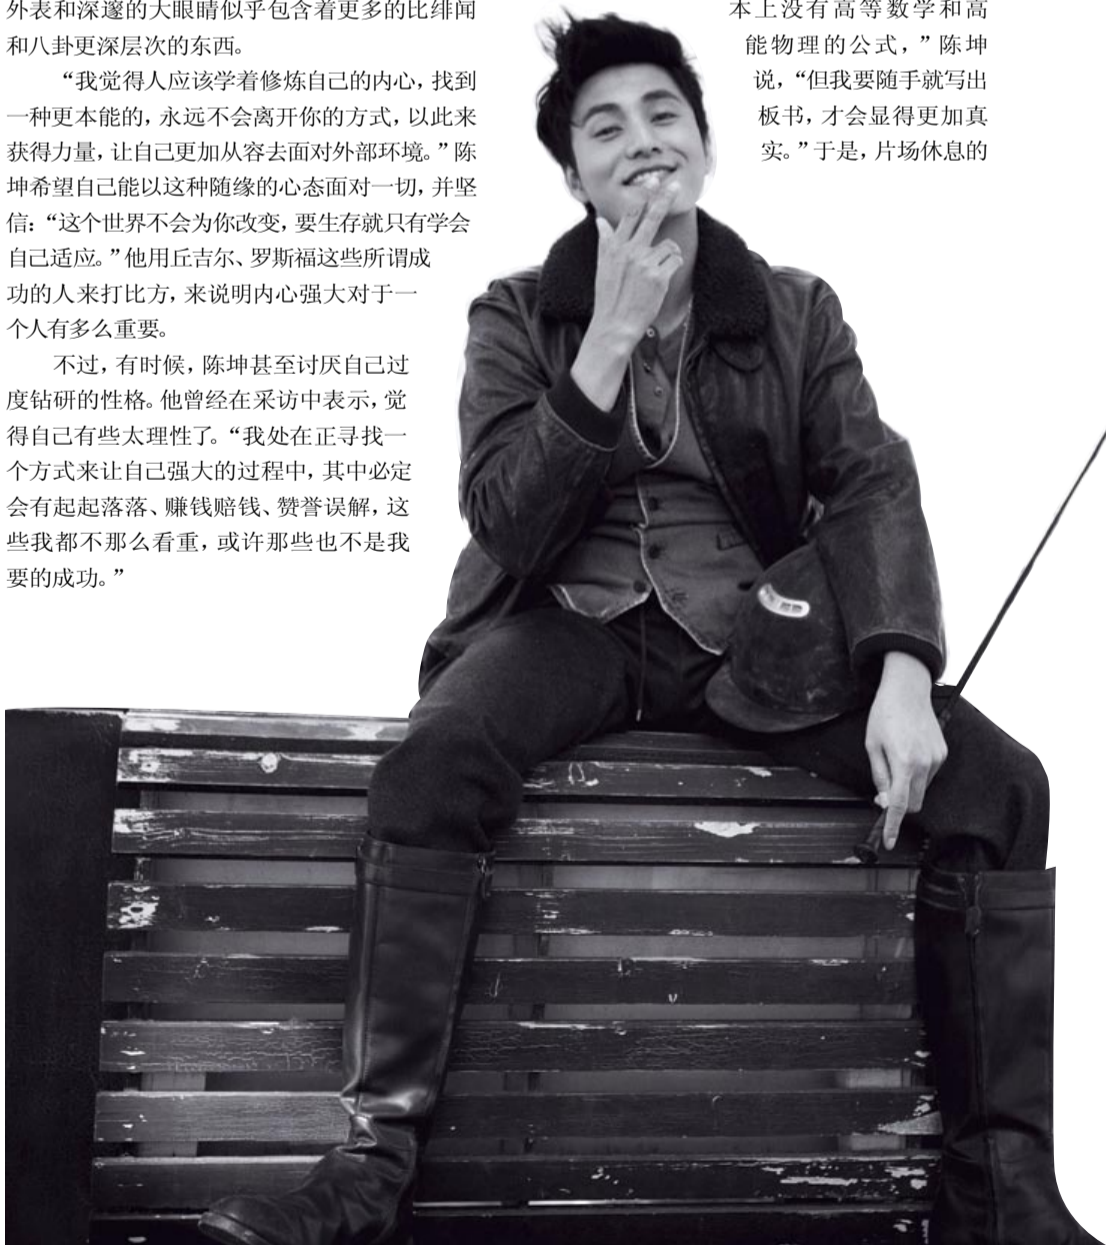 外表和深邃的大眼睛似乎包含着更多的比绯闻
和八卦更深层次的东西。
“我觉得人应该学着修炼自己的内心，找到
一种更本能的，永远不会离开你的方式，以此来
获得力量，让自己更加从容去面对外部环境。”陈
坤希望自己能以这种随缘的心态面对一切，并坚
信：“这个世界不会为你改变，要生存就只有学会
自己适应。”他用丘吉尔、罗斯福这些所谓成
功的人来打比方，来说明内心强大对于一
个人有多么重要。
不过，有时候，陈坤甚至讨厌自己过
度钻研的性格。他曾经在采访中表示，觉
得自己有些太理性了。“我处在正寻找一
个方式来让自己强大的过程中，其中必定
会有起起落落、赚钱赔钱、赞誉误解，这
些我都不那么看重，或许那些也不是我
要的成功。”
本上没有高等数学和高
能物理的公式，”陈坤
说，“但我要随手就写出
板书，才会显得更加真
实。”于是，片场休息的